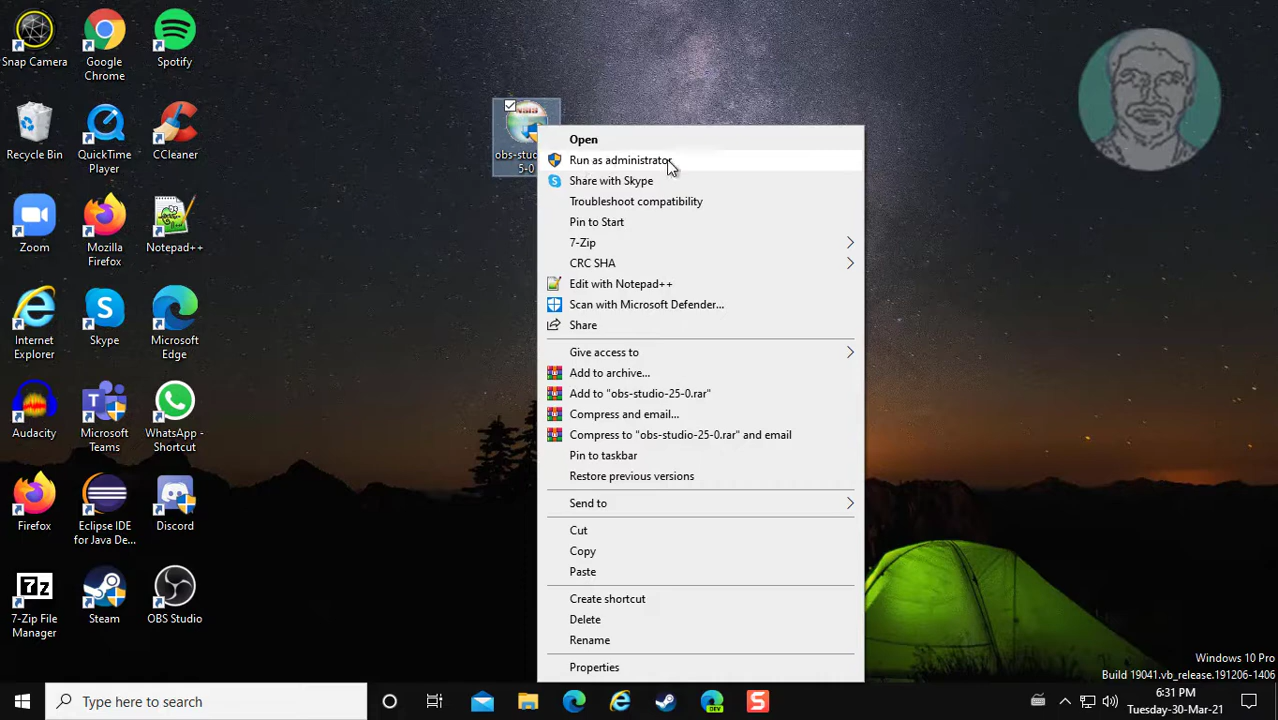 Snap Camera
Google
Chrome
Spotify
Recycle Bin
QuickTime
Player
CCleaner
Zoom
Mozilla
Firefox
Notepad++
Internet
Explorer
Skype
Microsoft
Edge
Audacity
Microsoft
Teams
WhatsApp -
Shortcut
Firefox
Eclipse IDE
for Java De...
Discord
7z
7-Zip File
Manager
Steam
OBS Studio
NSIS
5-0
Open
Run as administrator
Share with Skype
Troubleshoot compatibility
Pin to Start
7-Zip
CRC SHA
Edit with Notepad++
Scan with Microsoft Defender...
Share
Give access to
Add to archive...
Add to "obs-studio-25-0.rar"
Compress and email...
Compress to "obs-studio-25-0.rar" and email
Pin to taskbar
Restore previous versions
Send to
Cut
Copy
Paste
Create shortcut
Delete
Rename
Properties
Windows 10 Pro
Build 19041.vb_release.191206-1406
Type here to search
DEV
S
6:31 PM
Tuesday-30-Mar-21